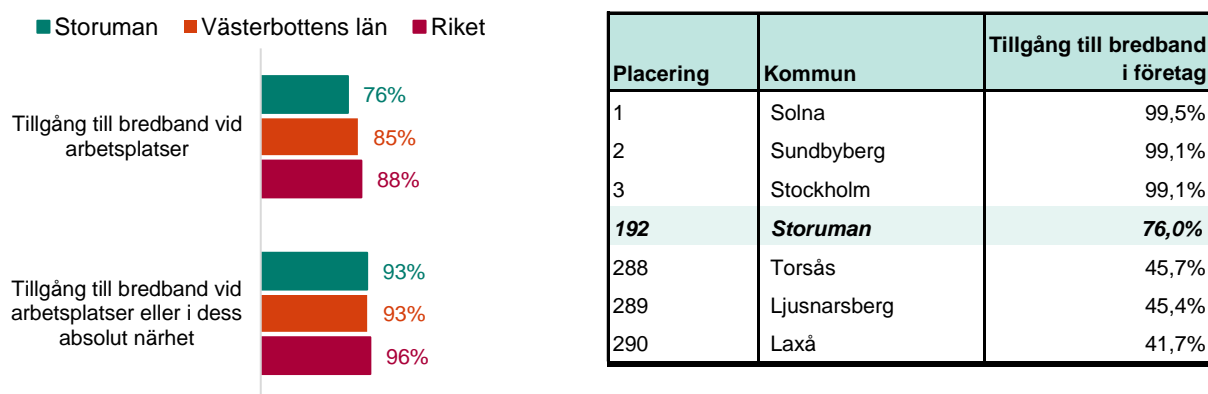 Storuman Västerbottens län Riket
Tillgång till bredband vid
arbetsplatser
76%
85%
88%
Tillgång till bredband vid
arbetsplatser eller i dess
absolut närhet
93%
93%
96%
Placering Kommun Tillgång till bredband i företag
1 Solna 99,5%
2 Sundbyberg 99,1%
3 Stockholm 99,1%
192 Storuman 76,0%
288 Torsås 45,7%
289 Ljusnarsberg 45,4%
290 Laxå 41,7%